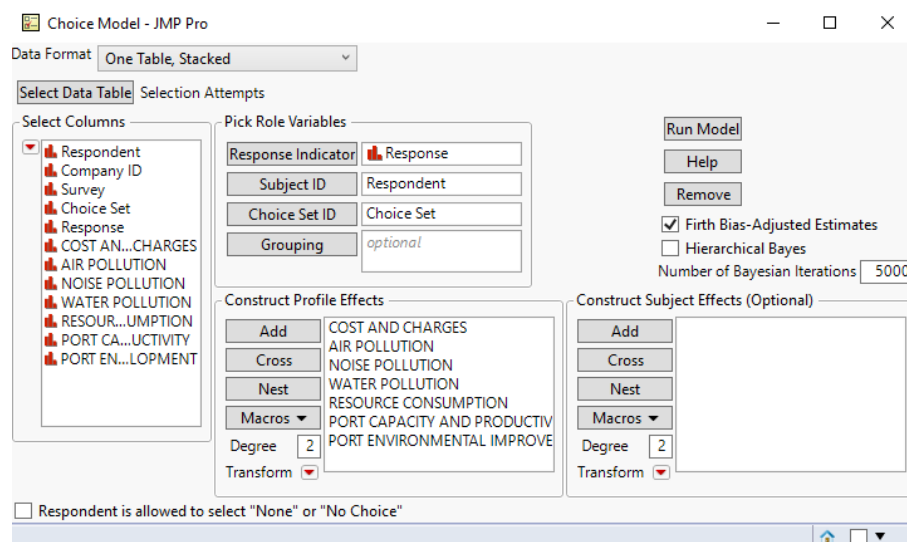 Choice Model - JMP Pro
Data Format One Table, Stacked
Select Data Table Selection Attempts
Select Columns
Respondent
Company ID
Survey
Choice Set
Response
COST AN...CHARGES
AIR POLLUTION
NOISE POLLUTION
WATER POLLUTION
RESOUR...UMPTION
PORT CA...UCTIVITY
PORT EN...LOPMENT
Pick Role Variables
Response Indicator Response
Subject ID Respondent
Choice Set ID Choice Set
Grouping optional
Run Model
Help
Remove
Firth Bias-Adjusted Estimates
Hierarchical Bayes
Number of Bayesian Iterations 5000
Construct Profile Effects
Add
Cross
Nest
Macros
Degree 2
Transform
COST AND CHARGES
AIR POLLUTION
NOISE POLLUTION
WATER POLLUTION
RESOURCE CONSUMPTION
PORT CAPACITY AND PRODUCTIV
PORT ENVIRONMENTAL IMPROVE
Construct Subject Effects (Optional)
Add
Cross
Nest
Macros
Degree 2
Transform
Respondent is allowed to select "None" or "No Choice"